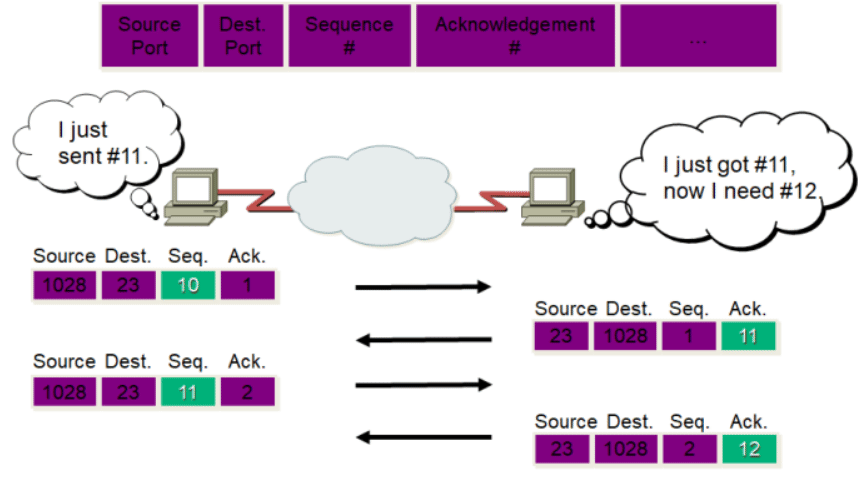 Source Dest. Sequence Acknowledgement ...
Port Port # #
I just
sent #11.
I just got #11,
now I need #12
Source Dest. Seq. Ack.
1028 23 10 1
Source Dest. Seq. Ack.
23 1028 1 11
Source Dest. Seq. Ack.
1028 23 11 2
Source Dest. Seq. Ack.
23 1028 2 12